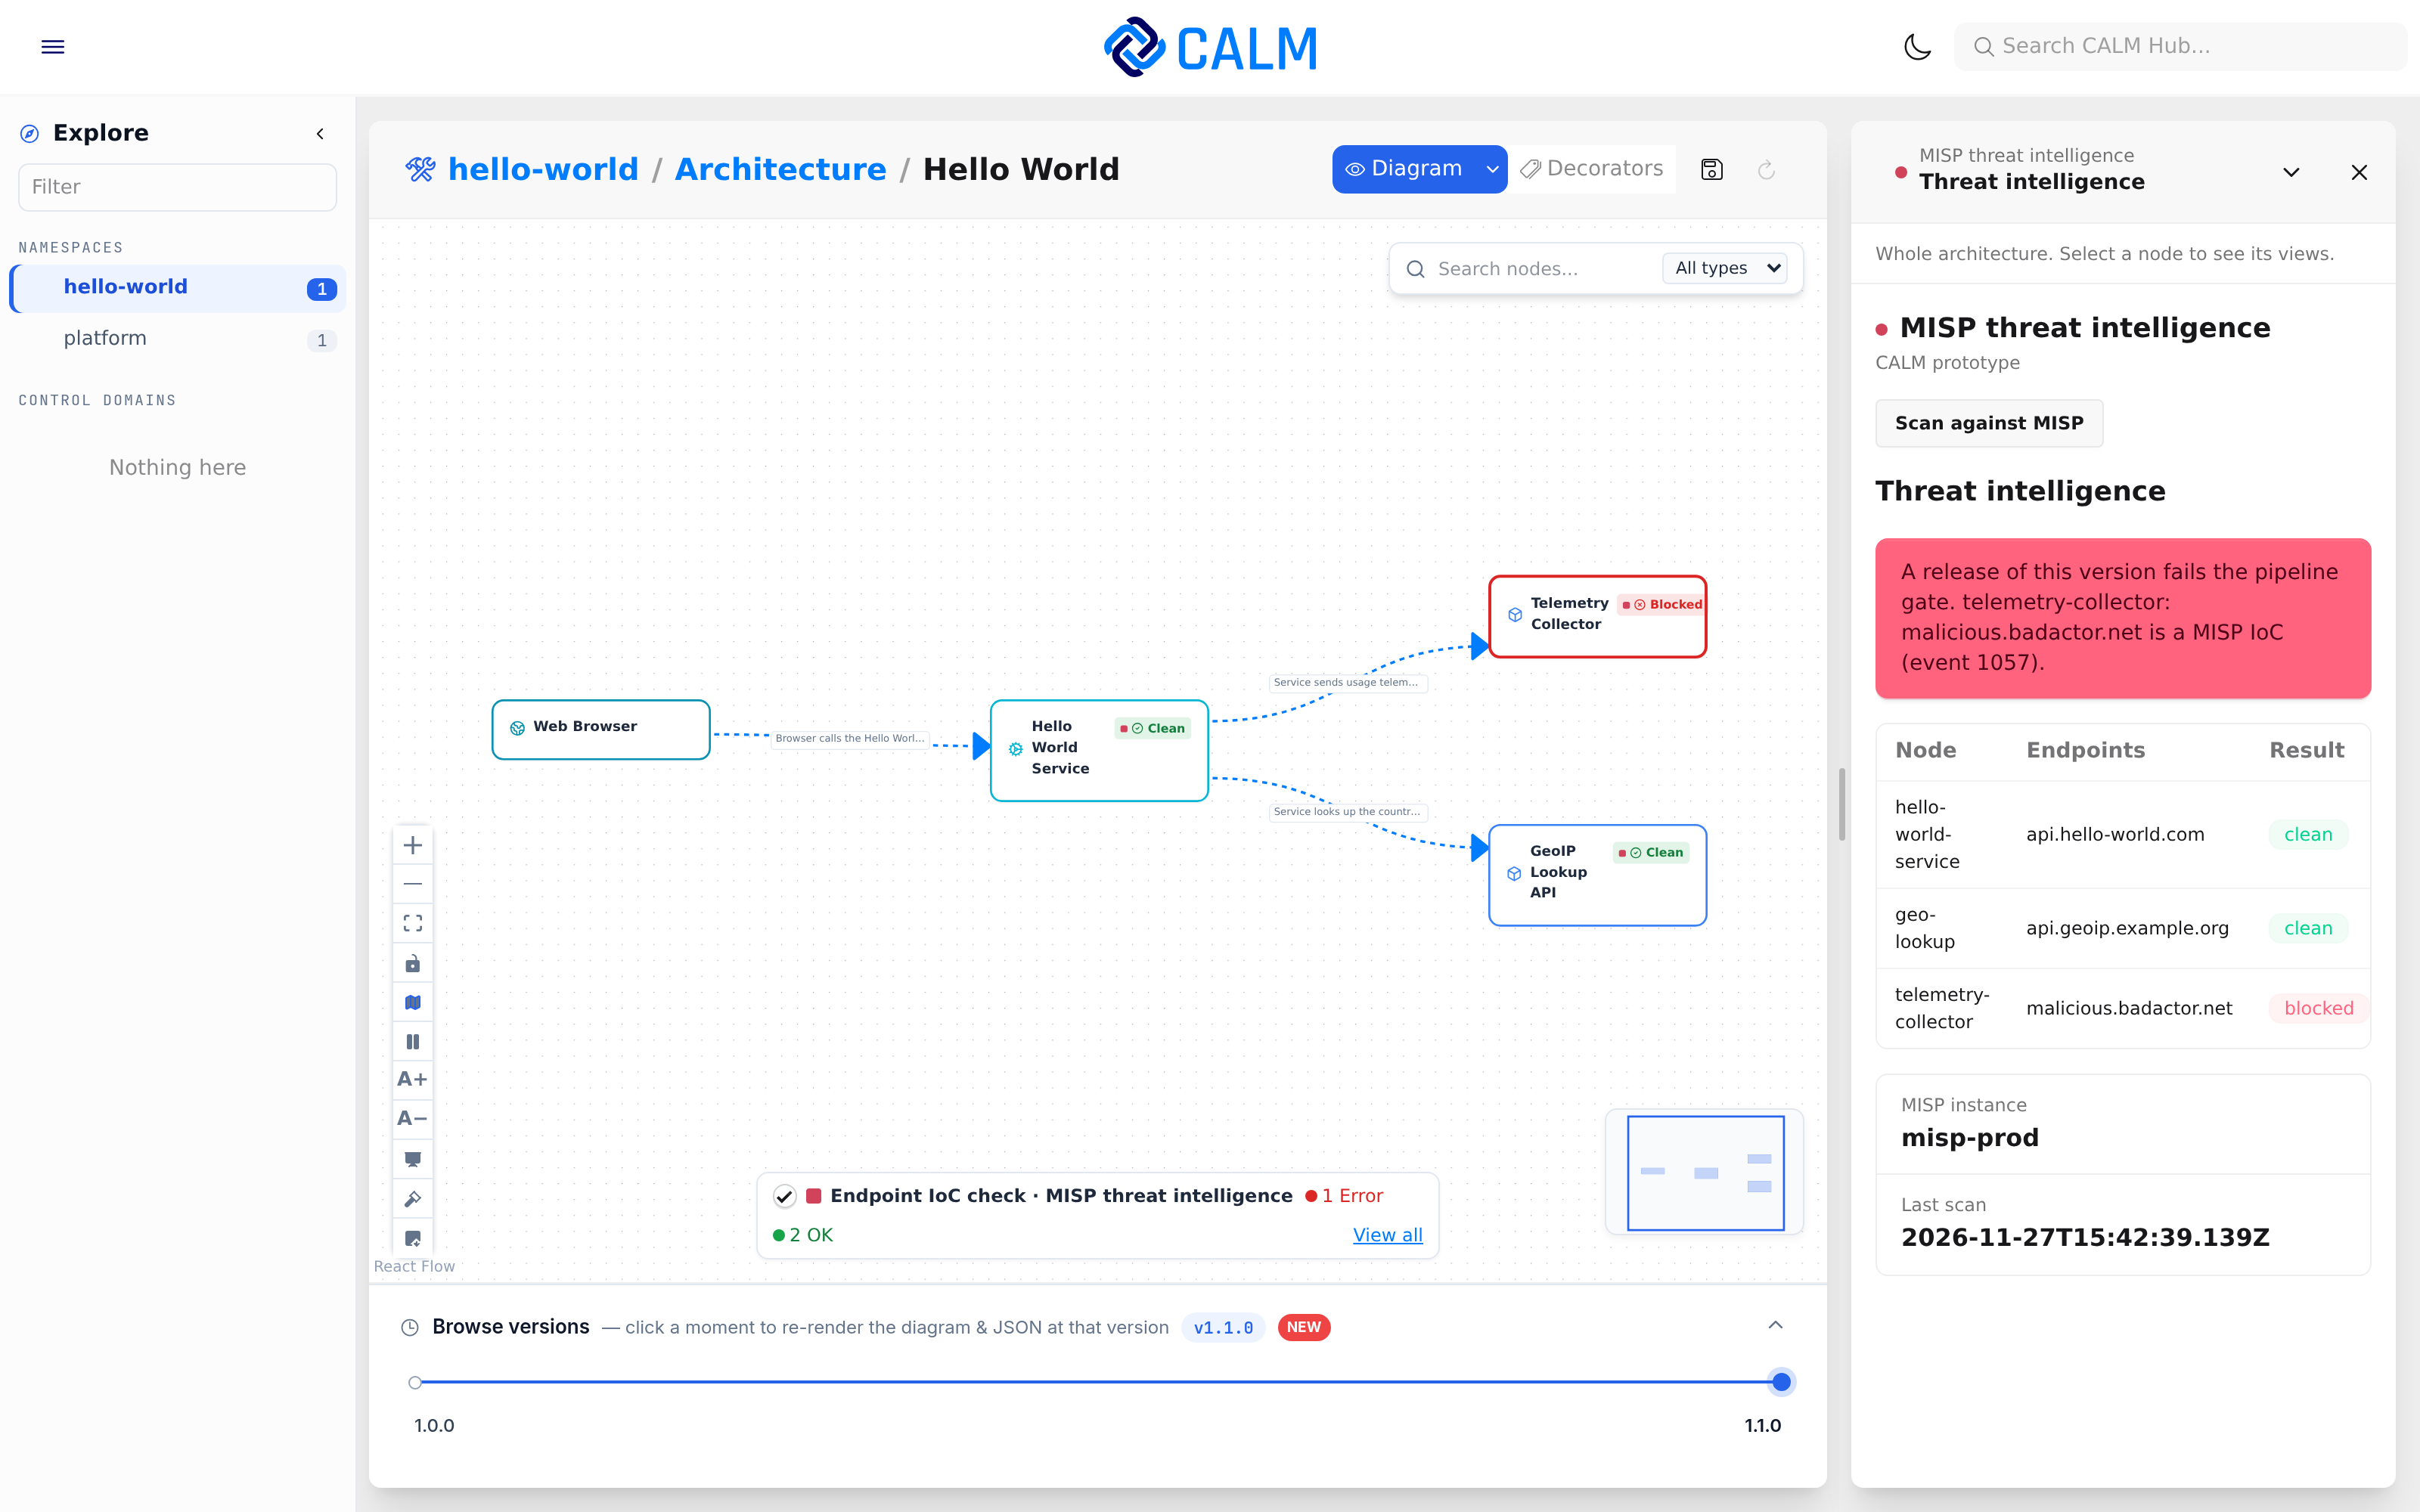 CALM
Search CALM Hub...
Explore
Filter
NAMESPACES
hello-world 1
platform 1
CONTROL DOMAINS
Nothing here
hello-world / Architecture / Hello World
Diagram
Decorators
Search nodes...
All types
Telemetry
Collector
Blocked
Service sends usage telem...
Web Browser
Browser calls the Hello Worl...
Hello
World
Service
Clean
Service looks up the countr...
GeoIP
Lookup
API
Clean
A+
A−
Endpoint IoC check · MISP threat intelligence 1 Error
2 OK
View all
React Flow
Browse versions — click a moment to re-render the diagram & JSON at that version v1.1.0 NEW
1.0.0
1.1.0
MISP threat intelligence
Threat intelligence
Whole architecture. Select a node to see its views.
MISP threat intelligence
CALM prototype
Scan against MISP
Threat intelligence
A release of this version fails the pipeline
gate. telemetry-collector:
malicious.badactor.net is a MISP IoC
(event 1057).
Node Endpoints Result
hello-
world-
service
api.hello-world.com
clean
geo-
lookup
api.geoip.example.org
clean
telemetry-
collector
malicious.badactor.net
blocked
MISP instance
misp-prod
Last scan
2026-11-27T15:42:39.139Z